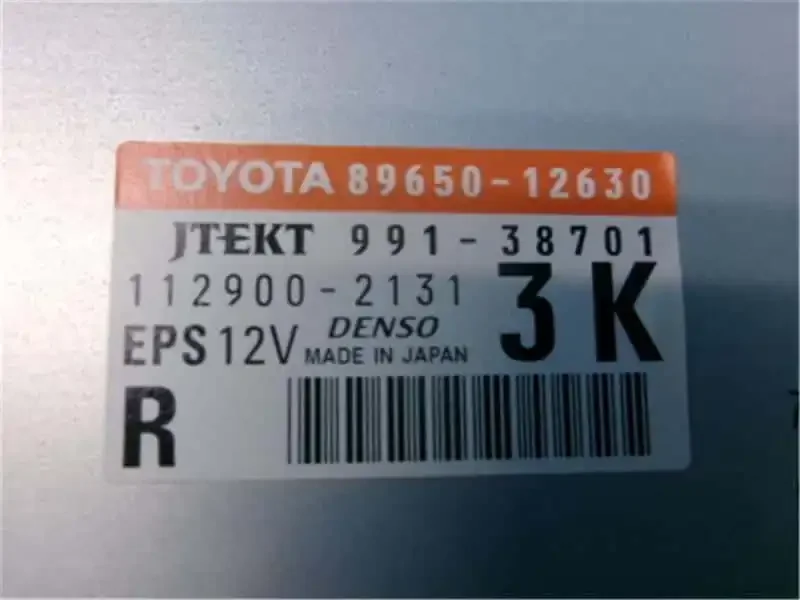 TOYOTA 89650-12630
JTEKT 991-38701
112900-2131
3K
EPS 12V DENSO
MADE IN JAPAN
R